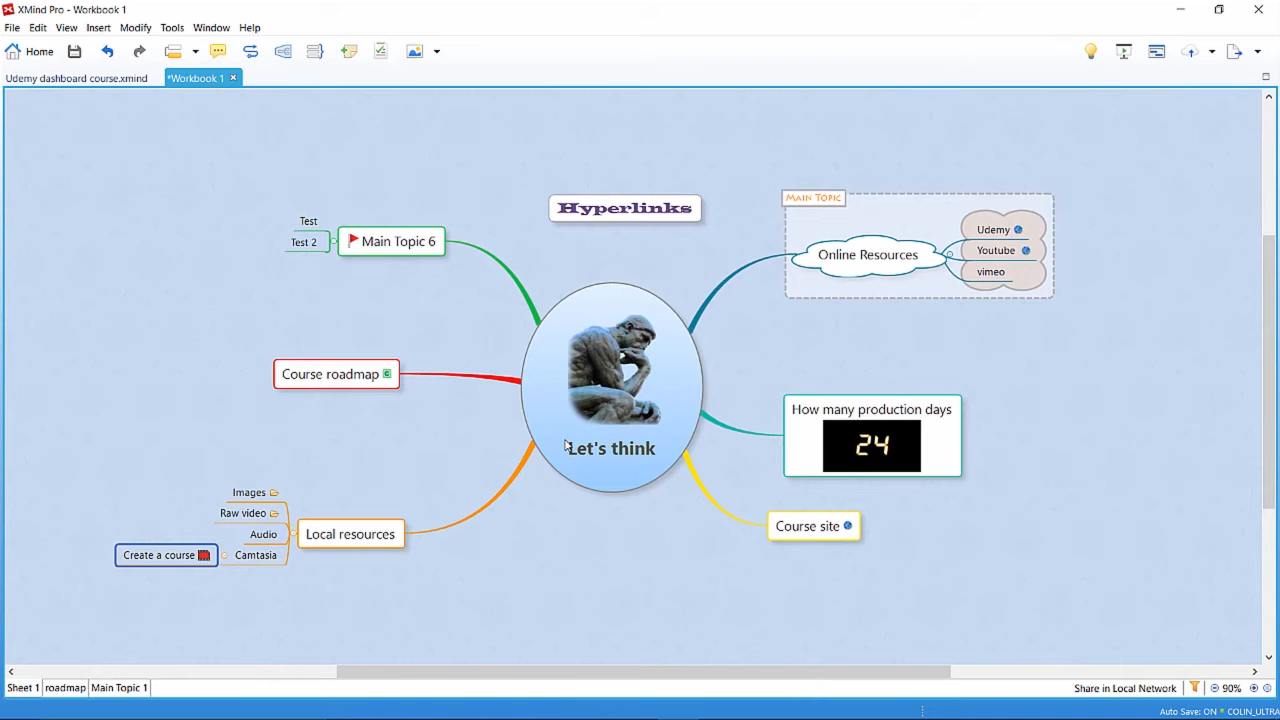 XMind Pro - Workbook 1
File Edit View Insert Modify Tools Window Help
Home
Udemy dashboard course.xmind
*Workbook 1
Hyperlinks
MAIN TOPIC
Online Resources
Udemy
Youtube
vimeo
Test
Test 2
Main Topic 6
Course roadmap
Let's think
How many production days
24
Course site
Local resources
Images
Raw video
Audio
Camtasia
Create a course
Sheet 1 roadmap Main Topic 1
Share in Local Network
90%
Auto Save: ON COLIN_ULTRA